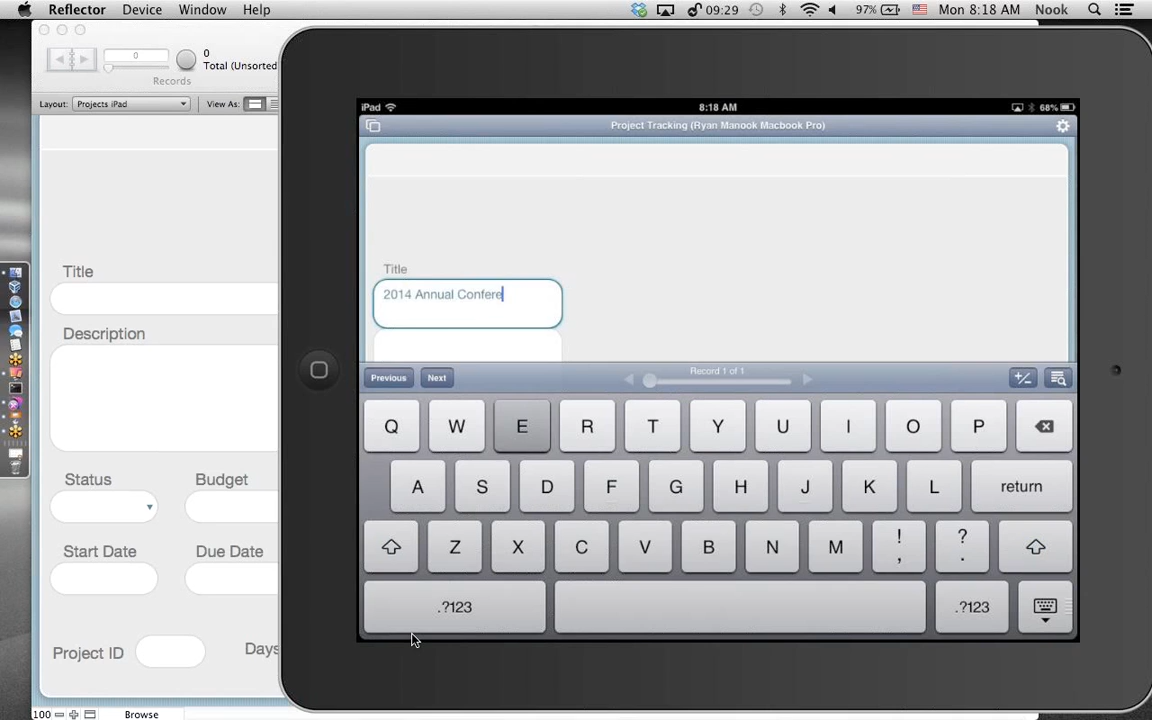 Reflector Device Window Help 09:29 97% Mon 8:18 AM Nook
0
0
Total (Unsorted
Records
Layout: Projects iPad View As:
Title
Description
Status Budget
Start Date Due Date
Project ID Days
100 Browse
iPad 8:18 AM 68%
Project Tracking (Ryan Manook Macbook Pro)
Title
2014 Annual Confere
Previous Next Record 1 of 1
Q W E R T Y U I O P
A S D F G H J K L return
Z X C V B N M ! , ? .
.?123 .?123